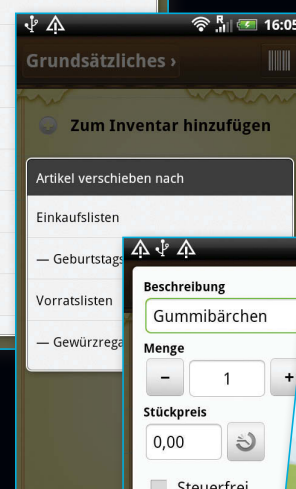 R
16:05
Grundsätzliches ›
Zum Inventar hinzufügen
Artikel verschieben nach
Einkaufslisten
— Geburtstags
Vorratslisten
— Gewürzrega
Beschreibung
Gummibärchen
Menge
− 1 +
Stückpreis
0,00
Steuerfrei